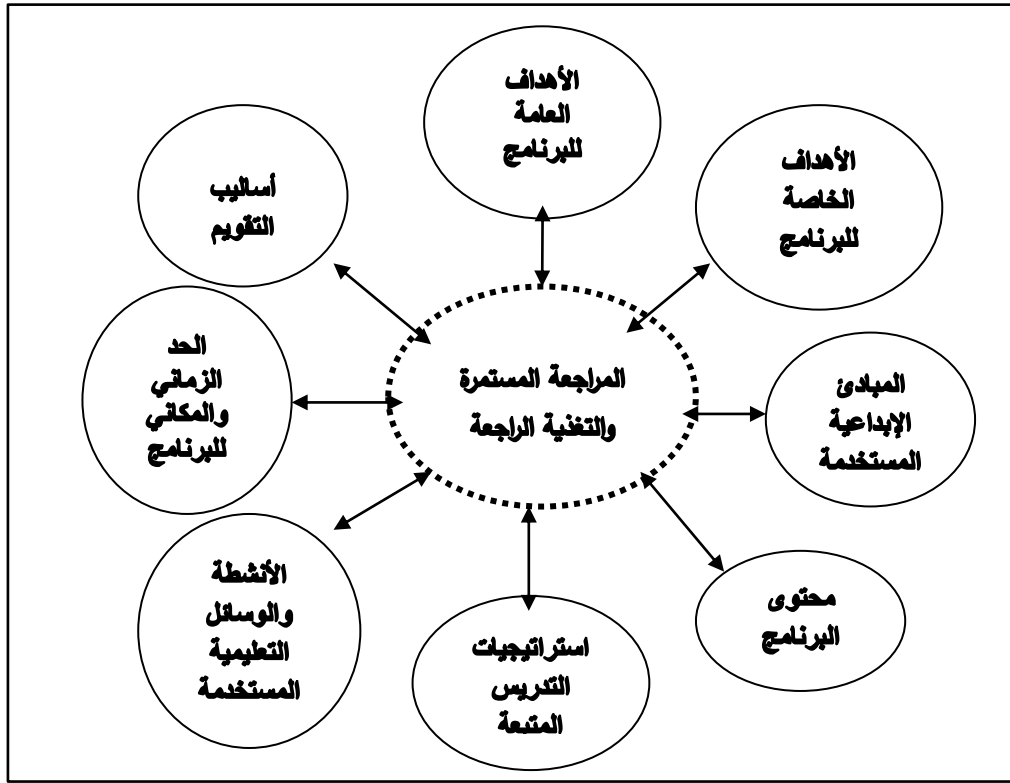 الأهداف
العامة
للبرنامج
الأهداف
الخاصة
للبرنامج
المبادئ
الإبداعية
المستخدمة
محتوى
البرنامج
استراتيجيات
التدريس
المتبعة
الأنشطة
والوسائل
التعليمية
المستخدمة
الحد
الزماني
والمكاني
للبرنامج
أساليب
التقويم
المراجعة المستمرة
والتغذية الراجعة